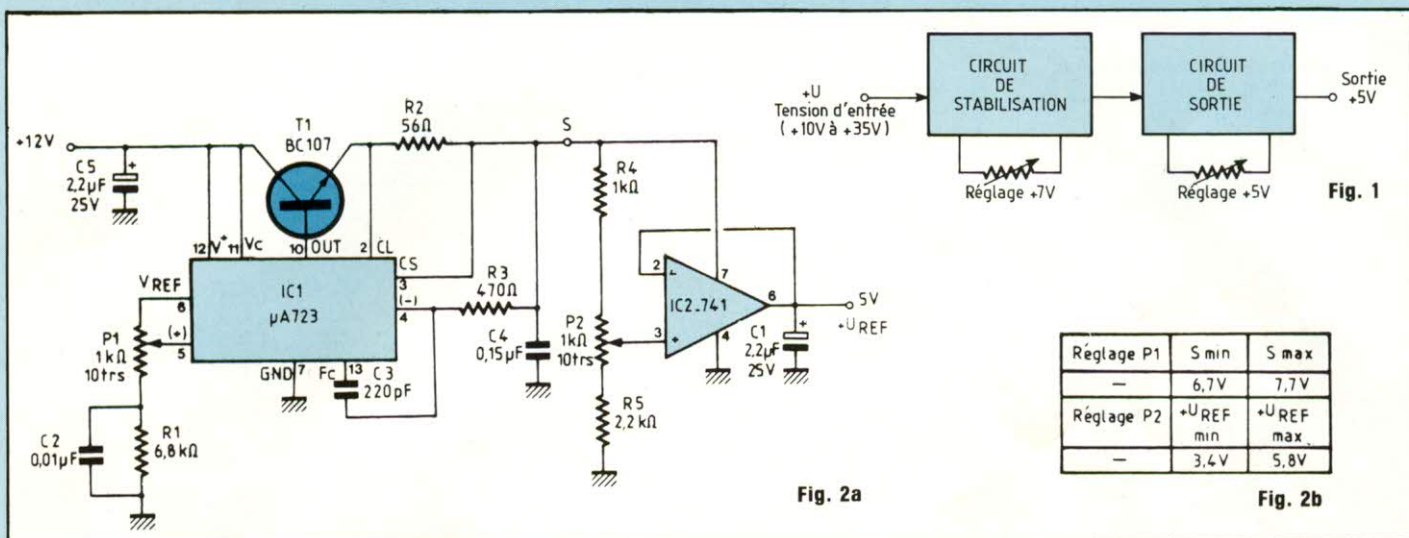 +12V
C5
2,2µF
25V
T1
BC107
R2
56Ω
S
12 V+ 11 Vc
10 OUT
2 CL
CS
3
(-)
4
VREF
6
IC1
µA723
P1
1kΩ
10trs
(+)
5
GND 7
Fc 13
C3
220pF
R3
470Ω
C4
0,15µF
C2
0,01µF
R1
6,8kΩ
R4
1kΩ
P2
1kΩ
10trs
R5
2,2kΩ
2
-
7
IC2_741
6
3
+
4
5V
+UREF
C1
2,2µF
25V
Fig. 2a
+U
Tension d'entrée
(+10V à +35V)
CIRCUIT
DE
STABILISATION
Réglage +7V
CIRCUIT
DE
SORTIE
Réglage +5V
Sortie
+5V
Fig. 1
Réglage P1 S min S max
— 6,7V 7,7V
Réglage P2 +UREF min +UREF max
— 3,4V 5,8V
Fig. 2b